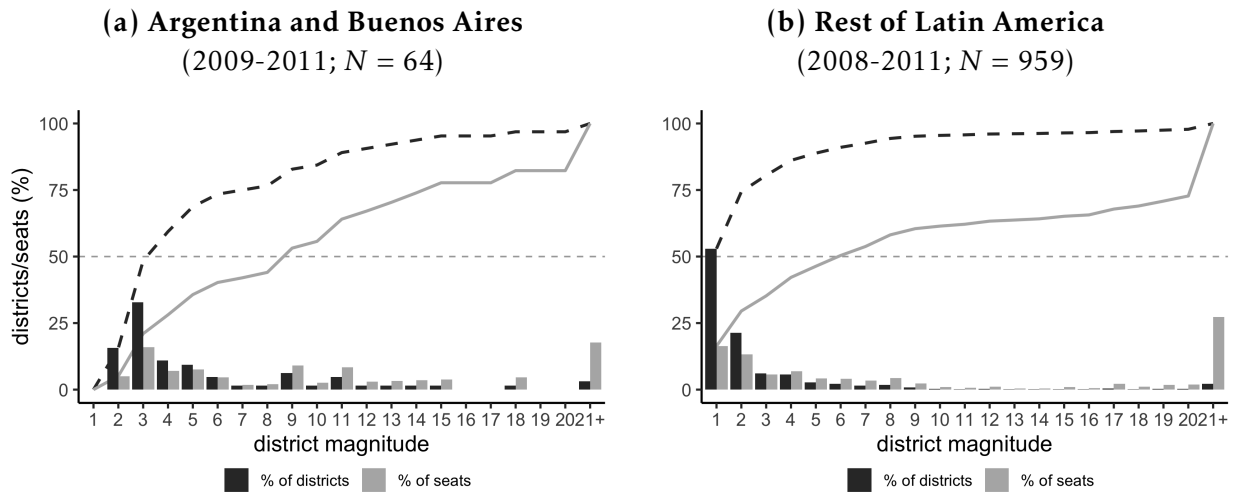 (a) Argentina and Buenos Aires
(2009-2011; N = 64)
districts/seats (%)
100
75
50
25
0
1 2 3 4 5 6 7 8 9 10 11 12 13 14 15 16 17 18 19 20 21+
district magnitude
% of districts % of seats
(b) Rest of Latin America
(2008-2011; N = 959)
100
75
50
25
0
1 2 3 4 5 6 7 8 9 10 11 12 13 14 15 16 17 18 19 20 21+
district magnitude
% of districts % of seats